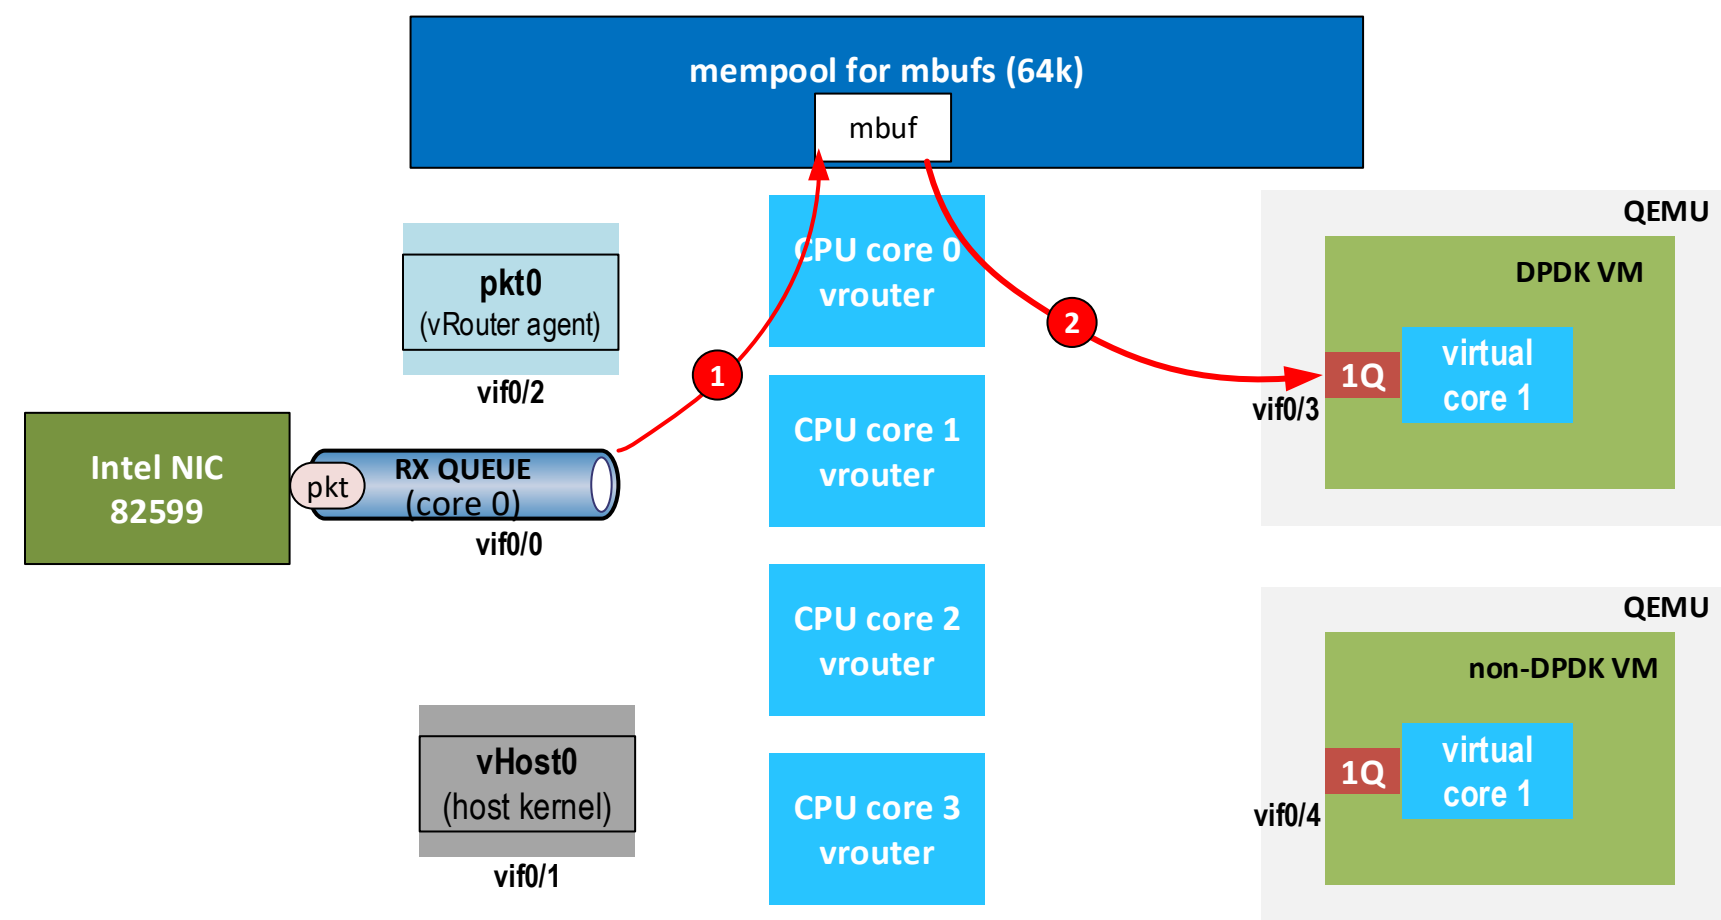 mempool for mbufs (64k)
mbuf
pkt0
(vRouter agent)
vif0/2
1
Intel NIC
82599
pkt
RX QUEUE
(core 0)
vif0/0
vHost0
(host kernel)
vif0/1
CPU core 0
vrouter
CPU core 1
vrouter
CPU core 2
vrouter
CPU core 3
vrouter
2
QEMU
DPDK VM
1Q
virtual
core 1
vif0/3
QEMU
non-DPDK VM
1Q
virtual
core 1
vif0/4